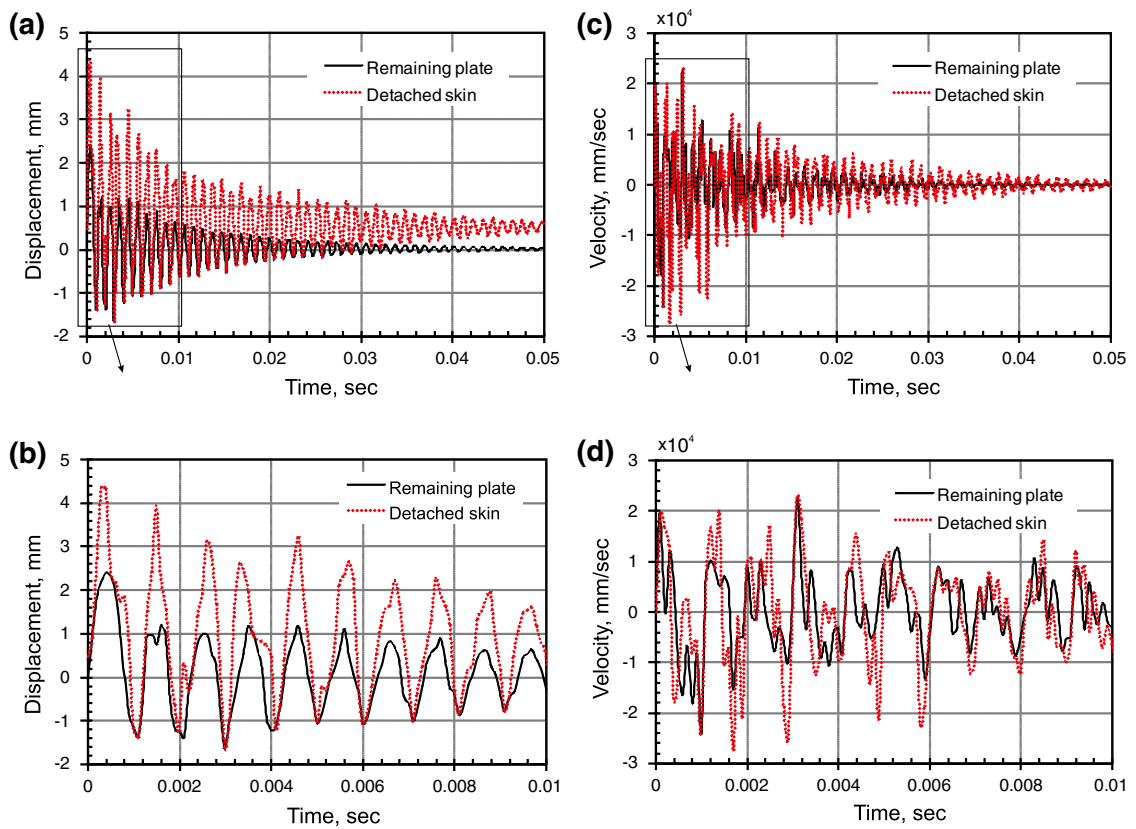 (a)
5
4
3
2
1
0
-1
-2
Displacement, mm
Remaining plate
Detached skin
0
0.01
0.02
0.03
0.04
0.05
Time, sec
(c)
x10⁴
3
2
1
0
-1
-2
-3
Velocity, mm/sec
Remaining plate
Detached skin
0
0.01
0.02
0.03
0.04
0.05
Time, sec
(b)
5
4
3
2
1
0
-1
-2
Displacement, mm
Remaining plate
Detached skin
0
0.002
0.004
0.006
0.008
0.01
Time, sec
(d)
x10⁴
3
2
1
0
-1
-2
-3
Velocity, mm/sec
Remaining plate
Detached skin
0
0.002
0.004
0.006
0.008
0.01
Time, sec